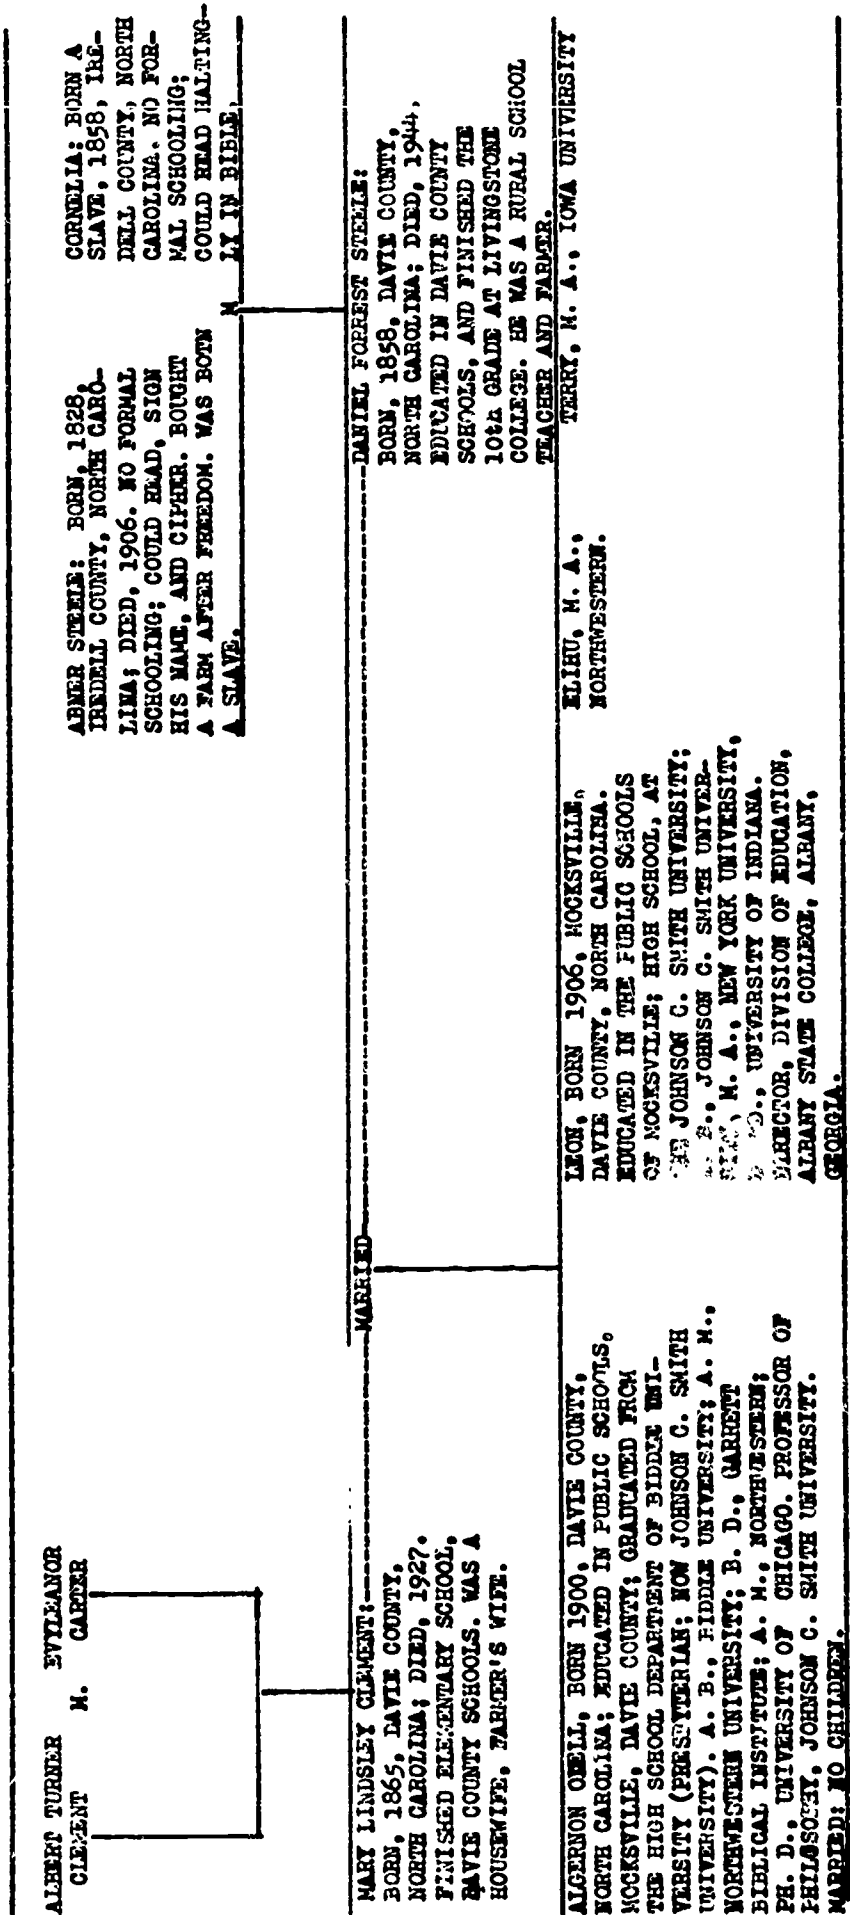 ALBERT TURNER EVYLEANOR
CLEMENT M. CARTER
ABNER STEELE: BORN, 1828,
IREDELL COUNTY, NORTH CARO-
LINA; DIED, 1906. NO FORMAL
SCHOOLING; COULD READ, SIGN
HIS NAME, AND CIPHER. BOUGHT
A FARM AFTER FREEDOM. WAS BOTN
A SLAVE.
M
CORNELIA: BORN A
SLAVE, 1858, IRE-
DELL COUNTY, NORTH
CAROLINA. NO FOR-
MAL SCHOOLING;
COULD READ HALTING-
LY IN BIBLE.
MARY LINDSLEY CLEMENT:
BORN, 1865, DAVIE COUNTY,
NORTH CAROLINA; DIED, 1927.
FINISHED ELEMENTARY SCHOOL,
DAVIE COUNTY SCHOOLS. WAS A
HOUSEWIFE, FARMER'S WIFE.
MARRIED
DANIEL FORREST STEELE:
BORN, 1858, DAVIE COUNTY,
NORTH CAROLINA; DIED, 1944.
EDUCATED IN DAVIE COUNTY
SCHOOLS, AND FINISHED THE
10th GRADE AT LIVINGSTONE
COLLEGE. HE WAS A RURAL SCHOOL
TEACHER AND FARMER.
ALGERNON ODELL, BORN 1900, DAVIE COUNTY,
NORTH CAROLINA; EDUCATED IN PUBLIC SCHOOLS,
MOCKSVILLE, DAVIE COUNTY; GRADUATED FROM
THE HIGH SCHOOL DEPARTMENT OF BIDDLE UNI-
VERSITY (PRESBYTERIAN; NOW JOHNSON C. SMITH
UNIVERSITY). A. B., BIDDLE UNIVERSITY; A. M.,
NORTHWESTERN UNIVERSITY; B. D., GARRETT
BIBLICAL INSTITUTE; A. M., NORTHWESTERN;
PH. D., UNIVERSITY OF CHICAGO. PROFESSOR OF
PHILOSOPHY, JOHNSON C. SMITH UNIVERSITY.
MARRIED: NO CHILDREN.
LEON, BORN 1906, MOCKSVILLE,
DAVIE COUNTY, NORTH CAROLINA.
EDUCATED IN THE PUBLIC SCHOOLS
OF MOCKSVILLE; HIGH SCHOOL, AT
THE JOHNSON C. SMITH UNIVERSITY;
B., JOHNSON C. SMITH UNIVER-
M. A., NEW YORK UNIVERSITY,
UNIVERSITY OF INDIANA.
DIRECTOR, DIVISION OF EDUCATION,
ALBANY STATE COLLEGE, ALBANY,
GEORGIA.
ELIHU, M. A.,
NORTHWESTERN.
TERRY, M. A., IOWA UNIVERSITY